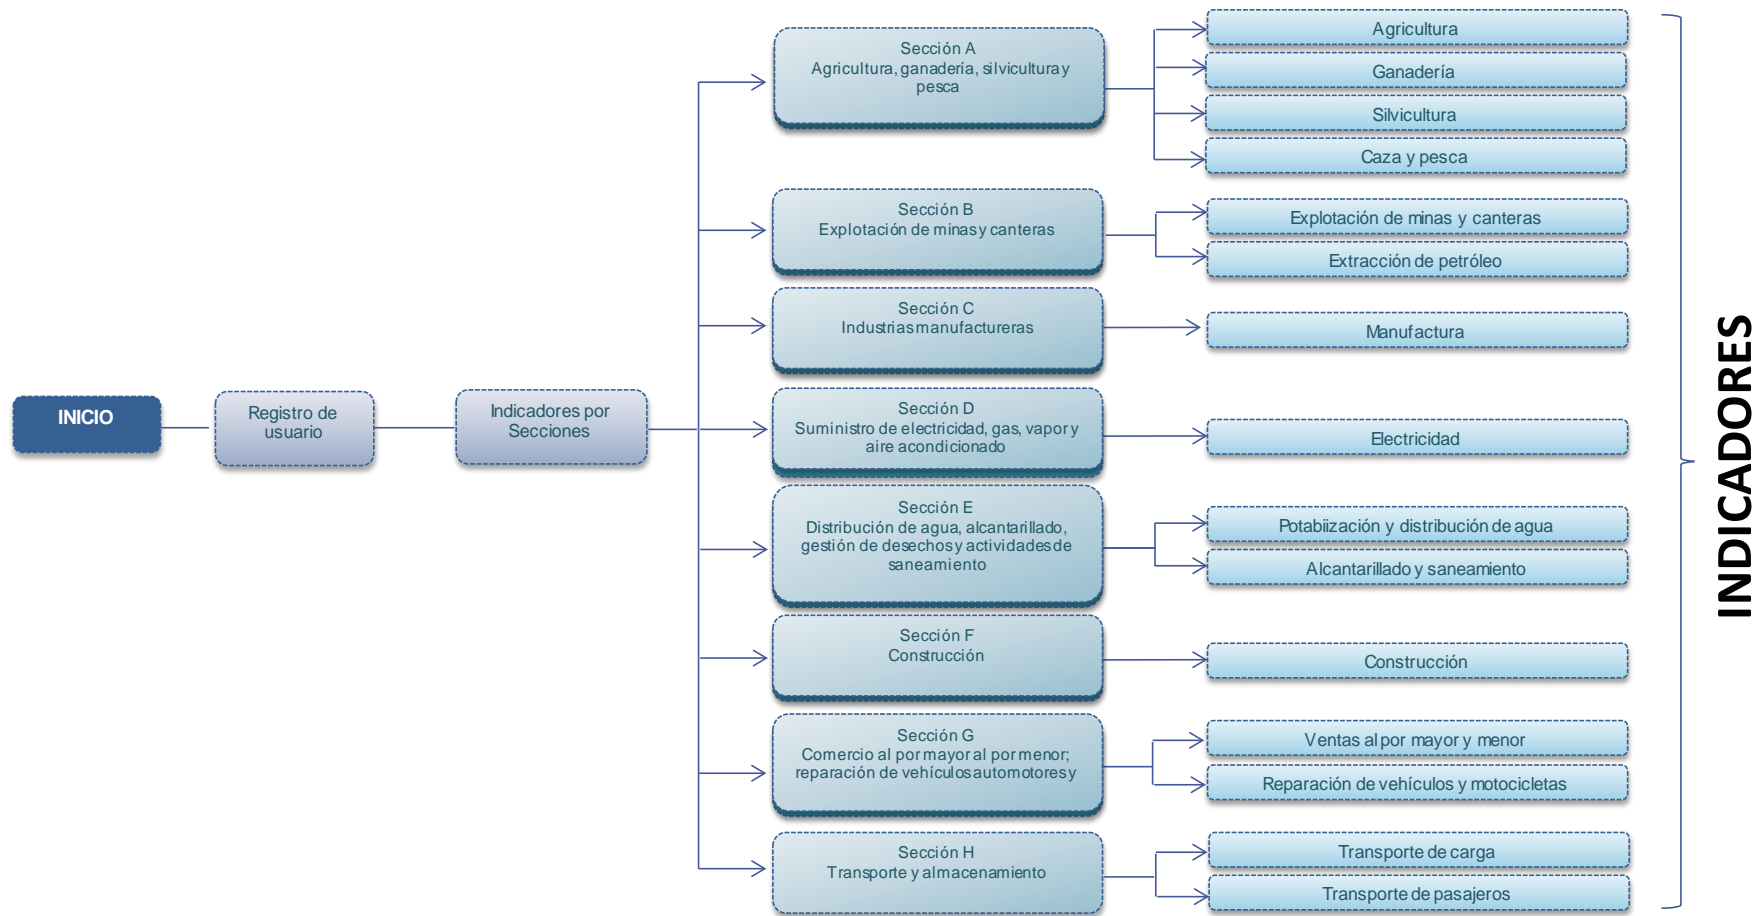 INICIO
Registro de
usuario
Indicadores por
Secciones
Sección A
Agricultura, ganadería, silvicultura y
pesca
Agricultura
Ganadería
Silvicultura
Caza y pesca
Sección B
Explotación de minas y canteras
Explotación de minas y canteras
Extracción de petróleo
Sección C
Industrias manufactureras
Manufactura
Sección D
Suministro de electricidad, gas, vapor y
aire acondicionado
Electricidad
Sección E
Distribución de agua, alcantarillado,
gestión de desechos y actividades de
saneamiento
Potabiización y distribución de agua
Alcantarillado y saneamiento
Sección F
Construcción
Construcción
Sección G
Comercio al por mayor al por menor;
reparación de vehículos automotores y
Ventas al por mayor y menor
Reparación de vehículos y motocicletas
Sección H
Transporte y almacenamiento
Transporte de carga
Transporte de pasajeros
INDICADORES